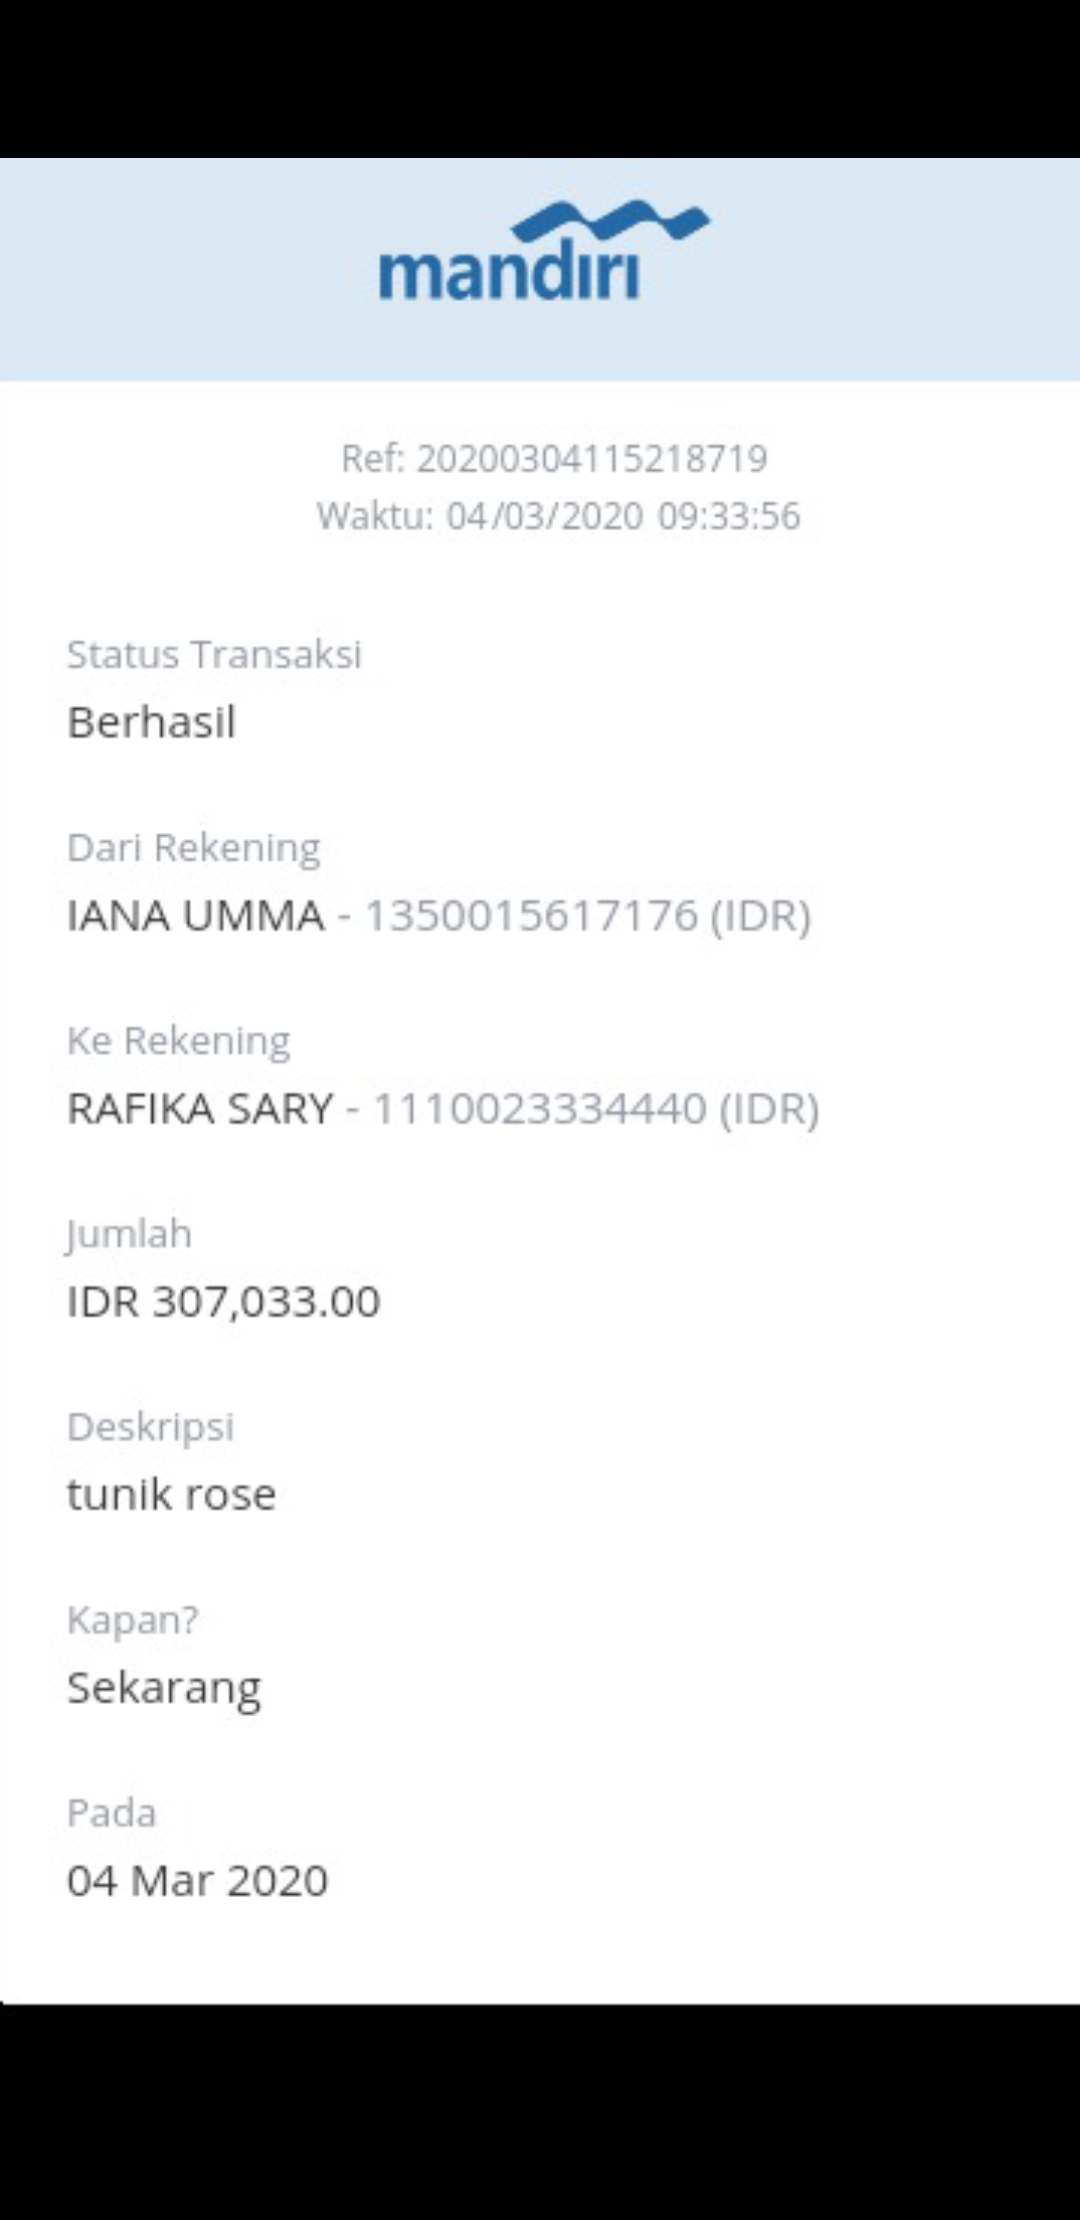 mandiri
Ref: 20200304115218719
Waktu: 04/03/2020 09:33:56
Status Transaksi
Berhasil
Dari Rekening
IANA UMMA - 1350015617176 (IDR)
Ke Rekening
RAFIKA SARY - 1110023334440 (IDR)
Jumlah
IDR 307,033.00
Deskripsi
tunik rose
Kapan?
Sekarang
Pada
04 Mar 2020